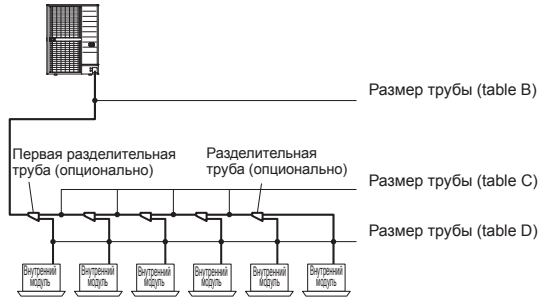 Размер трубы (table B)
Первая разделительная
труба (опционально)
Разделительная
труба (опционально)
Размер трубы (table C)
Размер трубы (table D)
Внутренний
модуль
Внутренний
модуль
Внутренний
модуль
Внутренний
модуль
Внутренний
модуль
Внутренний
модуль